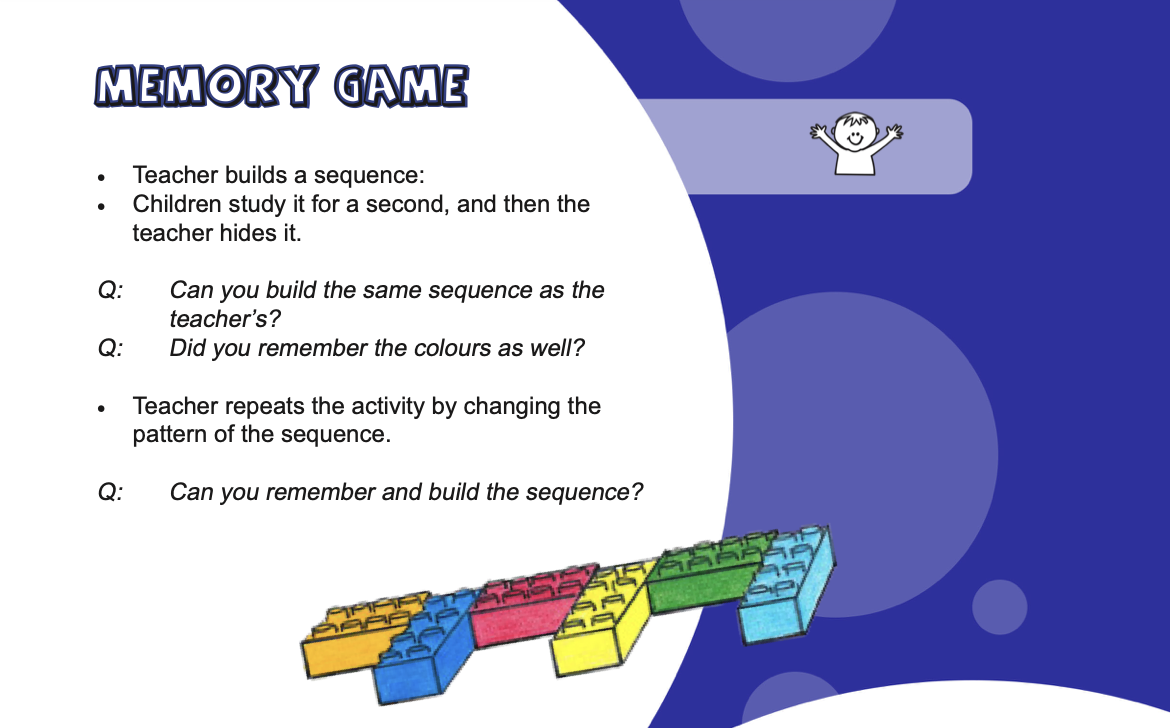 MEMORY GAME
• Teacher builds a sequence:
• Children study it for a second, and then the
teacher hides it.
Q: Can you build the same sequence as the
teacher’s?
Q: Did you remember the colours as well?
• Teacher repeats the activity by changing the
pattern of the sequence.
Q: Can you remember and build the sequence?